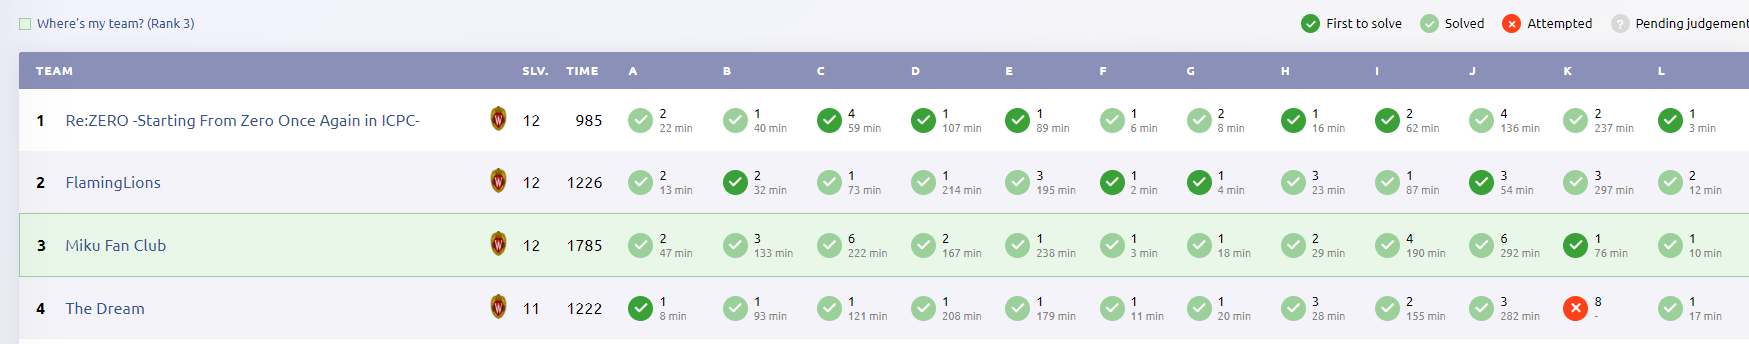 Where's my team? (Rank 3) First to solve Solved Attempted ? Pending judgement
TEAM SLV. TIME A B C D E F G H I J K L
1 Re:ZERO -Starting From Zero Once Again in ICPC- W 12 985 2 1 4 1 1 1 2 1 2 4 2 1
22 min 40 min 59 min 107 min 89 min 6 min 8 min 16 min 62 min 136 min 237 min 3 min
2 FlamingLions W 12 1226 2 2 1 1 3 1 1 3 1 3 3 2
13 min 32 min 73 min 214 min 195 min 2 min 4 min 23 min 87 min 54 min 297 min 12 min
3 Miku Fan Club W 12 1785 2 3 6 2 1 1 1 2 4 6 1 1
47 min 133 min 222 min 167 min 238 min 3 min 18 min 29 min 190 min 292 min 76 min 10 min
4 The Dream W 11 1222 1 1 1 1 1 1 1 3 2 3 8 1
8 min 93 min 121 min 208 min 179 min 11 min 20 min 28 min 155 min 282 min - 17 min